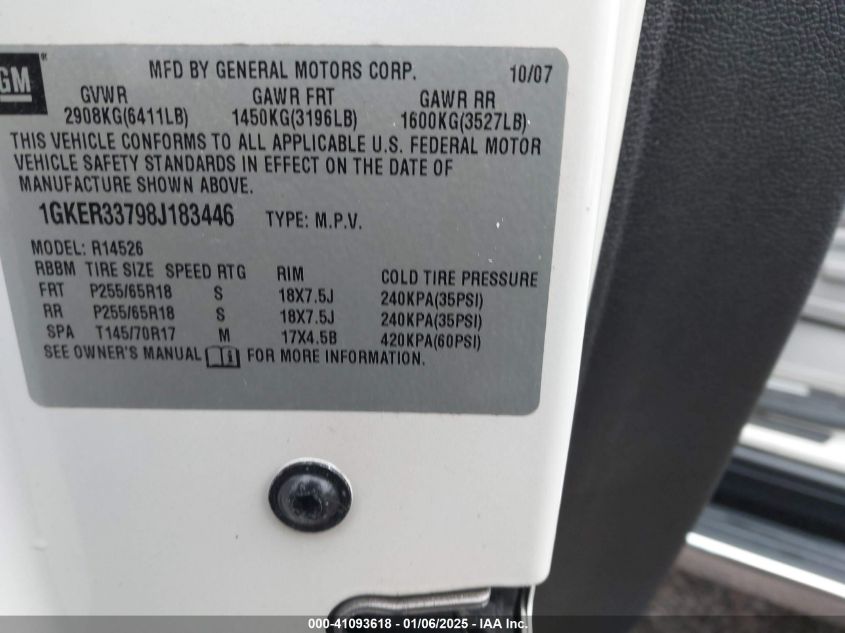 GM
MFD BY GENERAL MOTORS CORP. 10/07
GVWR GAWR FRT GAWR RR
2908KG(6411LB) 1450KG(3196LB) 1600KG(3527LB)
THIS VEHICLE CONFORMS TO ALL APPLICABLE U.S. FEDERAL MOTOR
VEHICLE SAFETY STANDARDS IN EFFECT ON THE DATE OF
MANUFACTURE SHOWN ABOVE.
1GKER33798J183446 TYPE: M.P.V.
MODEL: R14526
RBBM TIRE SIZE SPEED RTG RIM COLD TIRE PRESSURE
FRT P255/65R18 S 18X7.5J 240KPA(35PSI)
RR P255/65R18 S 18X7.5J 240KPA(35PSI)
SPA T145/70R17 M 17X4.5B 420KPA(60PSI)
SEE OWNER'S MANUAL FOR MORE INFORMATION.
000-41093618 - 01/06/2025 - IAA Inc.